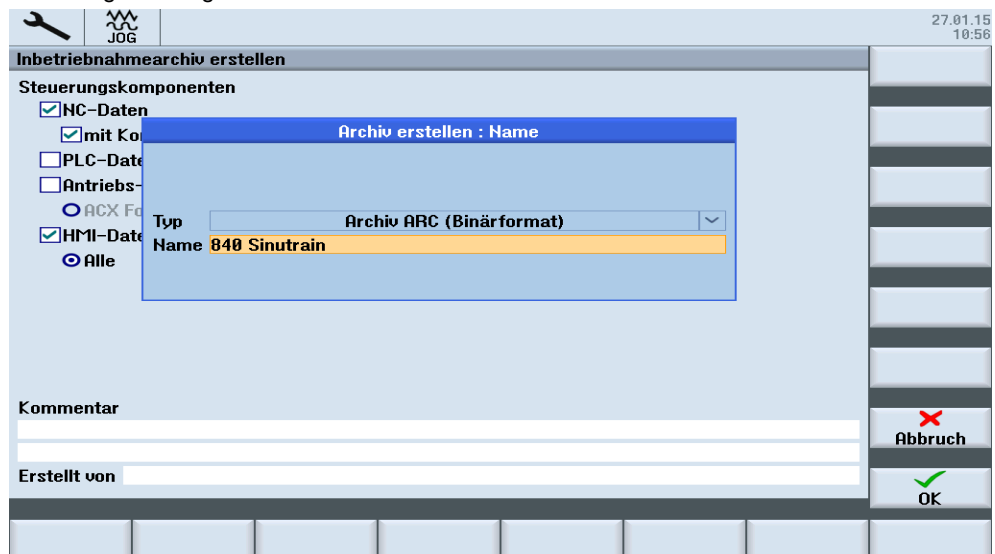 JOG
27.01.15
10:56
Inbetriebnahmearchiv erstellen
Steuerungskomponenten
NC-Daten
mit Ko
Archiv erstellen : Name
PLC-Date
Antriebs-
ACX Fo
Typ Archiv ARC (Binärformat)
HMI-Date
Name 840 Sinutrain
Alle
Kommentar
Abbruch
Erstellt von
OK